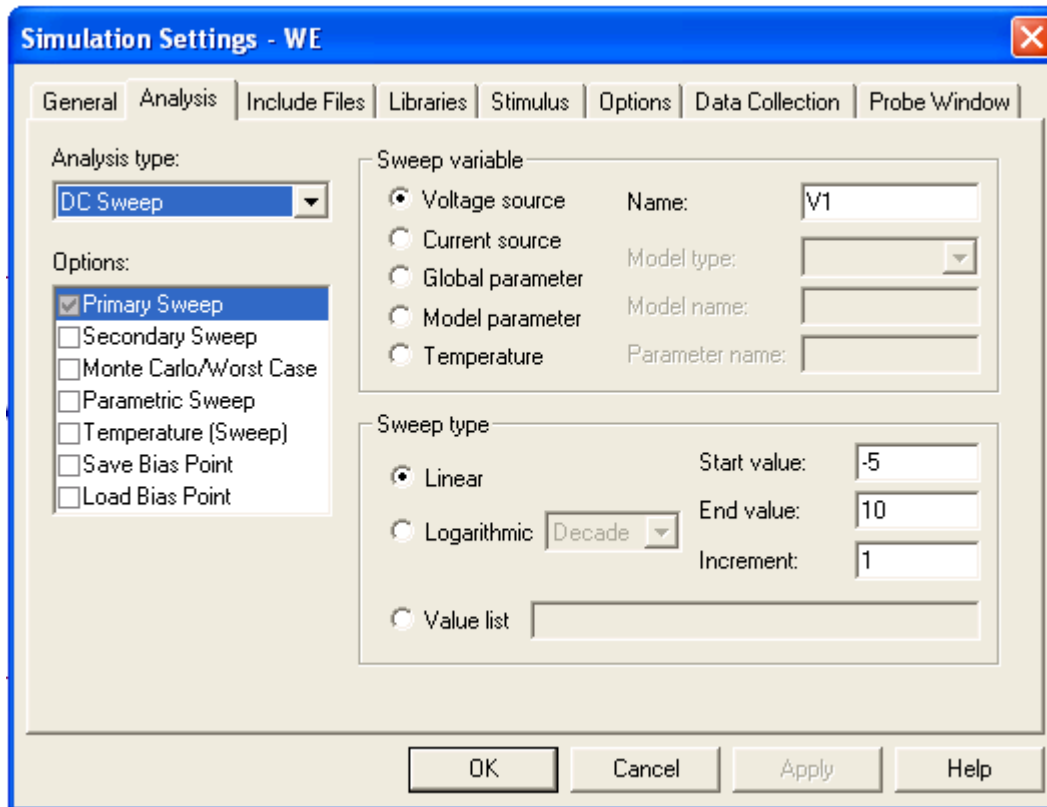 Simulation Settings - WE
General Analysis Include Files Libraries Stimulus Options Data Collection Probe Window
Analysis type:
DC Sweep
Options:
Primary Sweep
Secondary Sweep
Monte Carlo/Worst Case
Parametric Sweep
Temperature (Sweep)
Save Bias Point
Load Bias Point
Sweep variable
Voltage source
Current source
Global parameter
Model parameter
Temperature
Name: V1
Model type:
Model name:
Parameter name:
Sweep type
Linear
Logarithmic Decade
Value list
Start value: -5
End value: 10
Increment: 1
OK Cancel Apply Help